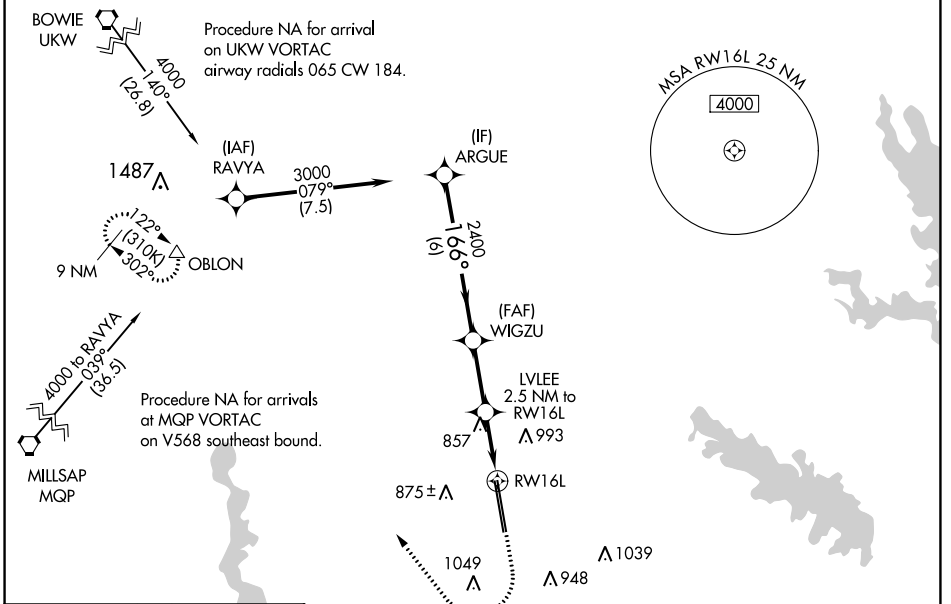 BOWIE
UKW
Procedure NA for arrival
on UKW VORTAC
airway radials 065 CW 184.
4000
140°
(26.8)
MSA RW16L 25 NM
4000
(IAF)
RAVYA
3000
079°
(7.5)
(IF)
ARGUE
1487
122°
(310K)
302°
9 NM
OBLON
2400
166°
(6)
(FAF)
WIGZU
4000 to RAVYA
039°
(36.5)
Procedure NA for arrivals
at MQP VORTAC
on V568 southeast bound.
MILLSAP
MQP
LVLEE
2.5 NM to
RW16L
857
993
RW16L
875±
1049
948
1039